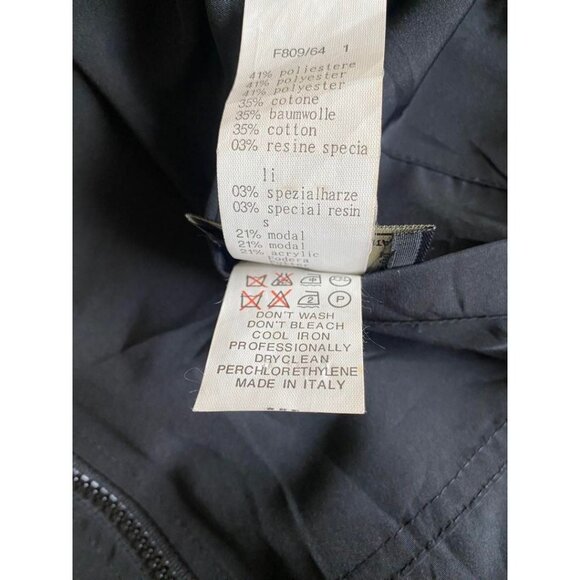 F809/64 1
41% poliestere
41% polyester
41% polyester
35% cotone
35% baumwolle
35% cotton
03% resine specia
li
03% spezialharze
03% special resin
s
21% modal
21% modal
21% acrylic
Fodera
DON'T WASH
DON'T BLEACH
COOL IRON
PROFESSIONALLY
DRYCLEAN
PERCHLORETHYLENE
MADE IN ITALY